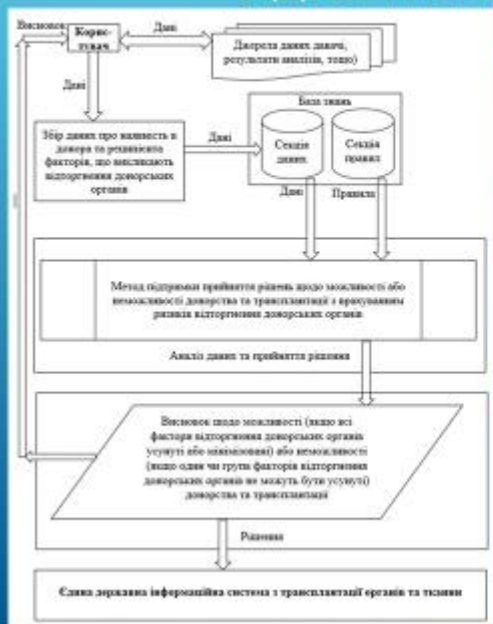 Висновок
Корис-
тувач
Дані
Джерела даних (давачі,
результати аналізів, тощо)
Дані
База знань
Збір даних про наявність в
донора та реципієнта
факторів, що викликають
відторгнення донорських
органів
Дані
Секція
даних
Секція
правил
Дані
Правила
Метод підтримки прийняття рішень щодо можливості або
неможливості донорства та трансплантації з врахуванням
ризиків відторгнення донорських органів
Аналіз даних та прийняття рішення
Висновок щодо можливості (якщо всі
фактори відторгнення донорських органів
усунуті або мінімізовані) або неможливості
(якщо один чи група факторів відторгнення
донорських органів не можуть бути усунуті)
донорства та трансплантації
Рішення
Єдина державна інформаційна система з трансплантації органів та тканин